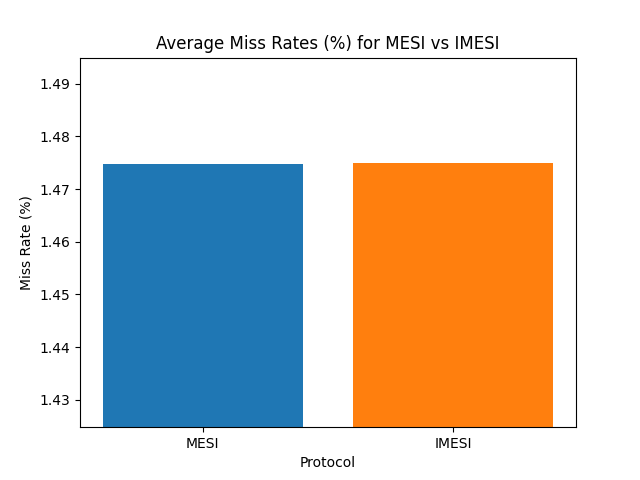 Average Miss Rates (%) for MESI vs IMESI
1.49
1.48
1.47
1.46
1.45
1.44
1.43
Miss Rate (%)
MESI
IMESI
Protocol